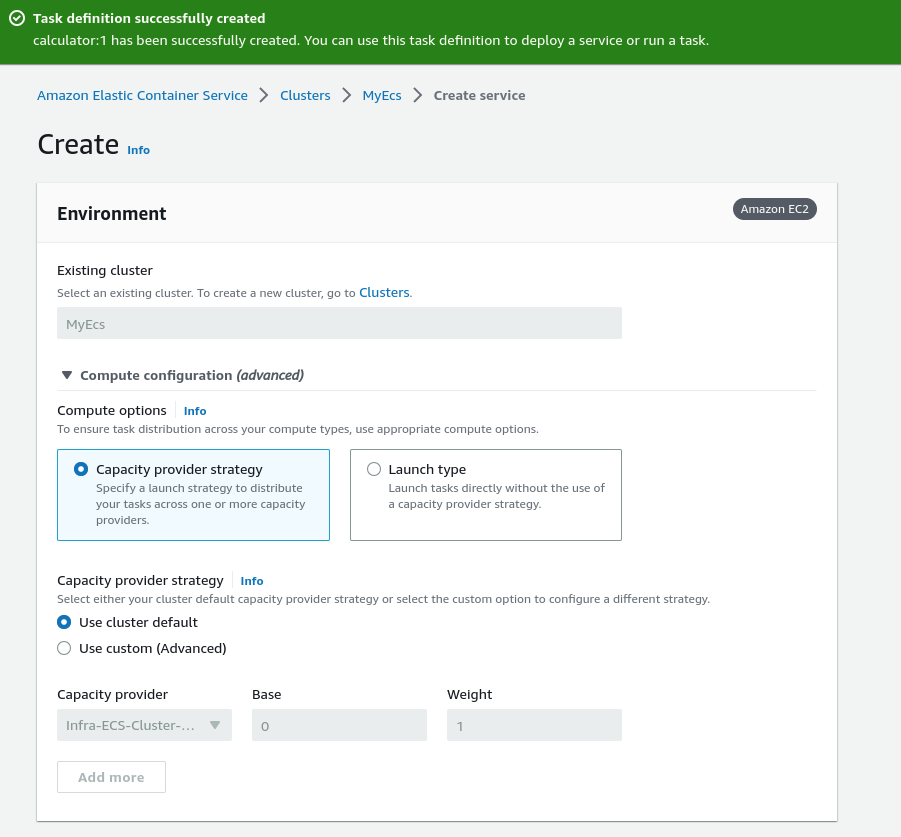 Task definition successfully created
calculator:1 has been successfully created. You can use this task definition to deploy a service or run a task.
Amazon Elastic Container Service > Clusters > MyEcs > Create service
Create Info
Environment
Amazon EC2
Existing cluster
Select an existing cluster. To create a new cluster, go to Clusters.
MyEcs
Compute configuration (advanced)
Compute options Info
To ensure task distribution across your compute types, use appropriate compute options.
Capacity provider strategy
Specify a launch strategy to distribute
your tasks across one or more capacity
providers.
Launch type
Launch tasks directly without the use of
a capacity provider strategy.
Capacity provider strategy Info
Select either your cluster default capacity provider strategy or select the custom option to configure a different strategy.
Use cluster default
Use custom (Advanced)
Capacity provider Base Weight
Infra-ECS-Cluster-... 0 1
Add more